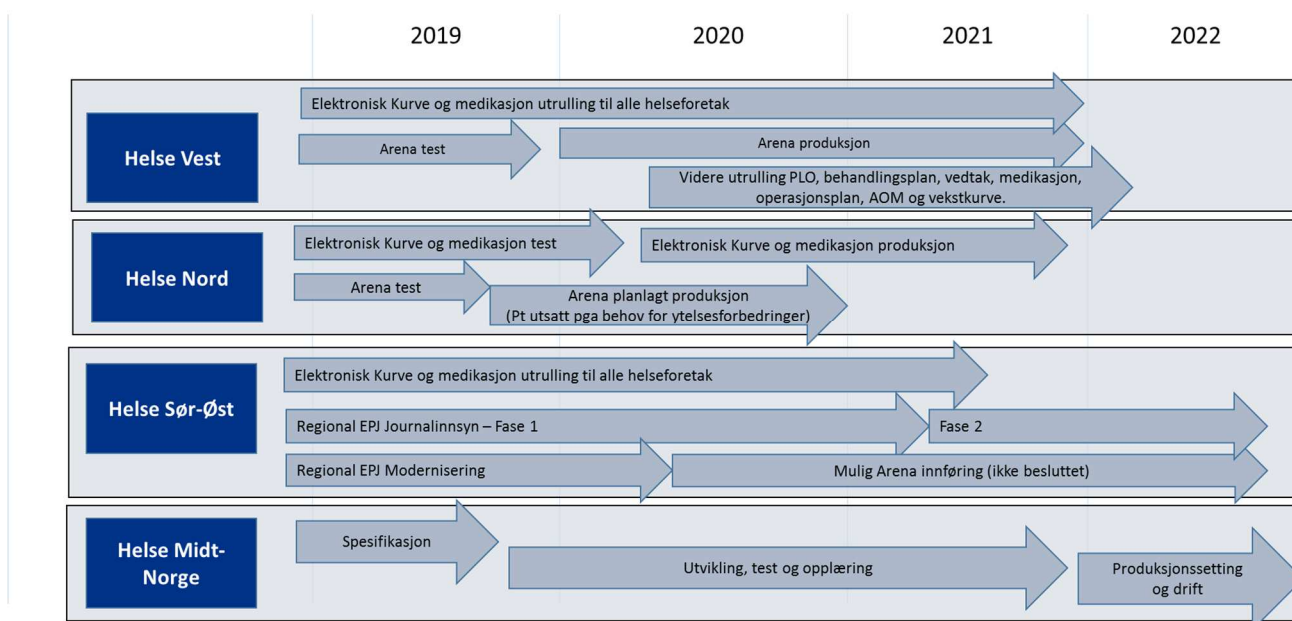 2019
2020
2021
2022
Helse Vest
Elektronisk Kurve og medikasjon utrulling til alle helseforetak
Arena test
Arena produksjon
Videre utrulling PLO, behandlingsplan, vedtak, medikasjon,
operasjonsplan, AOM og vekstkurve.
Helse Nord
Elektronisk Kurve og medikasjon test
Elektronisk Kurve og medikasjon produksjon
Arena test
Arena planlagt produksjon
(Pt utsatt pga behov for ytelsesforbedringer)
Helse Sør-Øst
Elektronisk Kurve og medikasjon utrulling til alle helseforetak
Regional EPJ Journalinnsyn – Fase 1
Fase 2
Regional EPJ Modernisering
Mulig Arena innføring (ikke besluttet)
Helse Midt-
Norge
Spesifikasjon
Utvikling, test og opplæring
Produksjonssetting
og drift